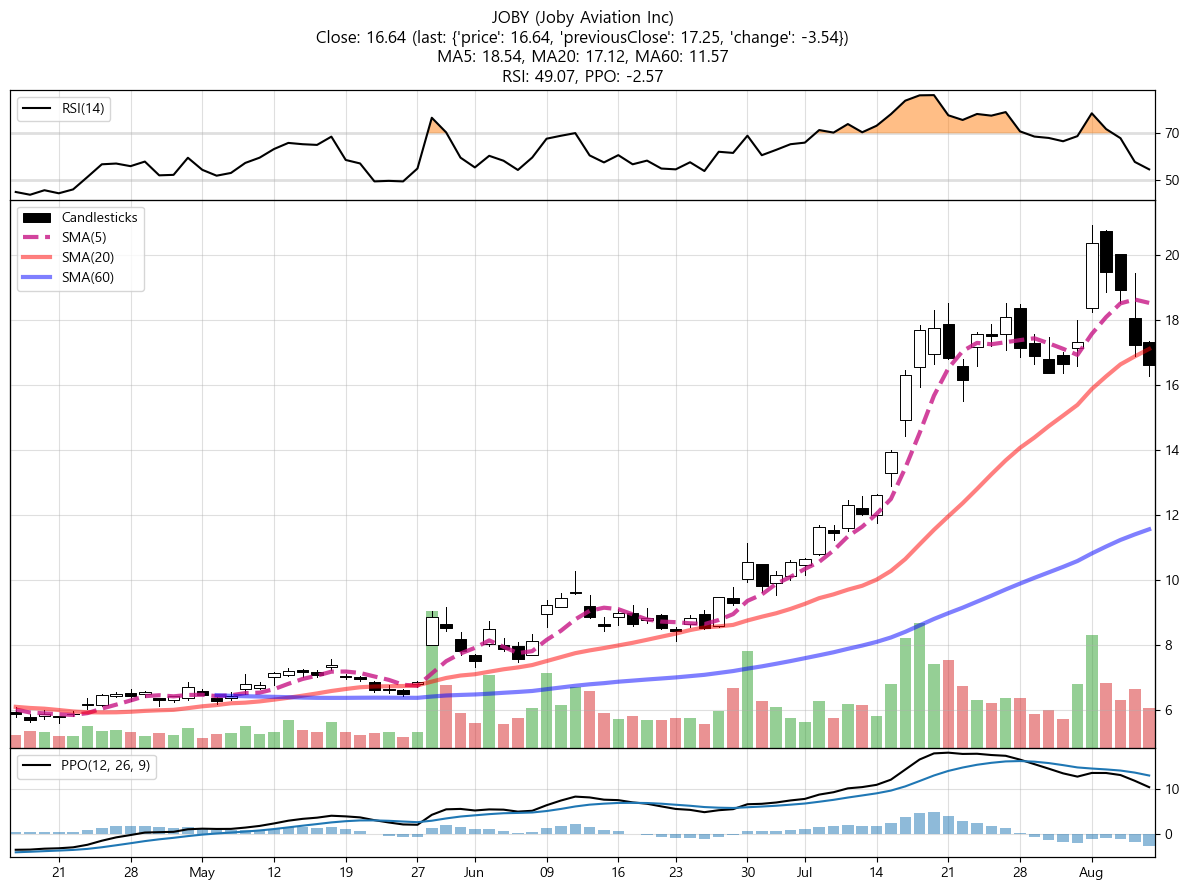 JOBY (Joby Aviation Inc)
Close: 16.64 (last: {'price': 16.64, 'previousClose': 17.25, 'change': -3.54})
MA5: 18.54, MA20: 17.12, MA60: 11.57
RSI: 49.07, PPO: -2.57
RSI(14)
70
50
Candlesticks
SMA(5)
SMA(20)
SMA(60)
20
18
16
14
12
10
8
6
PPO(12, 26, 9)
10
0
21 28 May 12 19 27 Jun 09 16 23 30 Jul 14 21 28 Aug